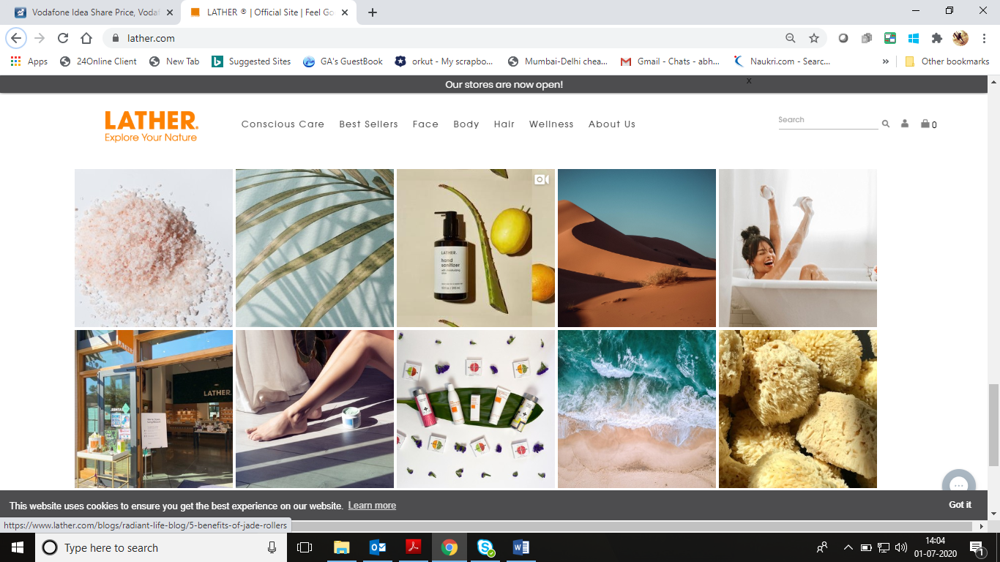 Vodafone Idea Share Price, Vodaf
LATHER ® | Official Site | Feel Go
lather.com
Apps
24Online Client
New Tab
Suggested Sites
GA's GuestBook
orkut - My scrapbo...
Mumbai-Delhi chea...
Gmail - Chats - abh...
Naukri.com - Searc...
»
Other bookmarks
Our stores are now open!
x
LATHER.
Explore Your Nature
Conscious Care
Best Sellers
Face
Body
Hair
Wellness
About Us
Search
0
LATHER.
hand
sanitizer
LATHER.
This website uses cookies to ensure you get the best experience on our website. Learn more
Got it
https://www.lather.com/blogs/radiant-life-blog/5-benefits-of-jade-rollers
Type here to search
14:04
01-07-2020
1